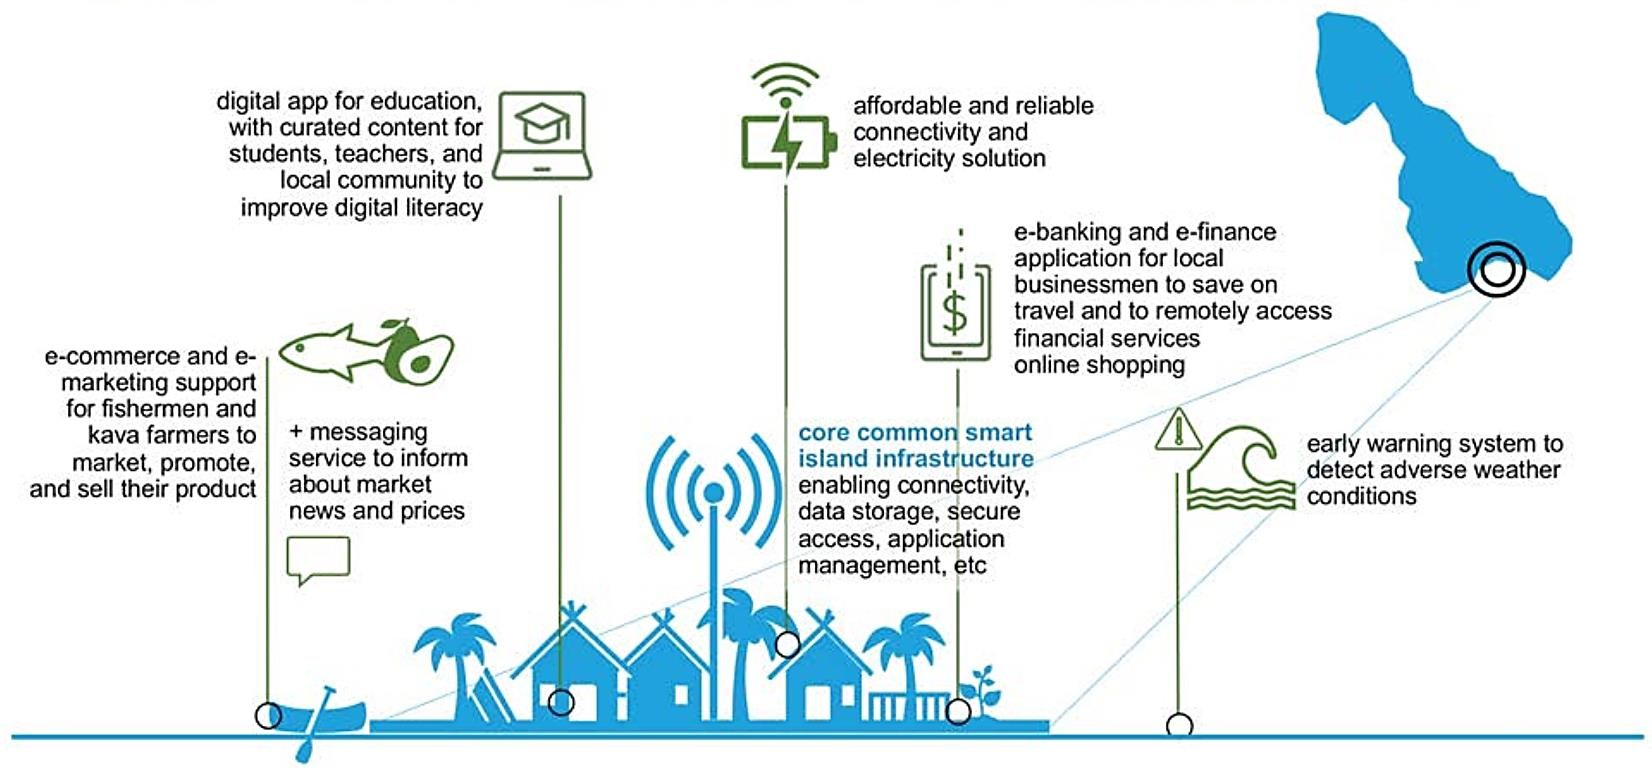 digital app for education,
with curated content for
students, teachers, and
local community to
improve digital literacy
affordable and reliable
connectivity and
electricity solution
e-banking and e-finance
application for local
businessmen to save on
travel and to remotely access
financial services
online shopping
$
e-commerce and e-
marketing support
for fishermen and
kava farmers to
market, promote,
and sell their product
+ messaging
service to inform
about market
news and prices
core common smart
island infrastructure
enabling connectivity,
data storage, secure
access, application
management, etc
early warning system to
detect adverse weather
conditions